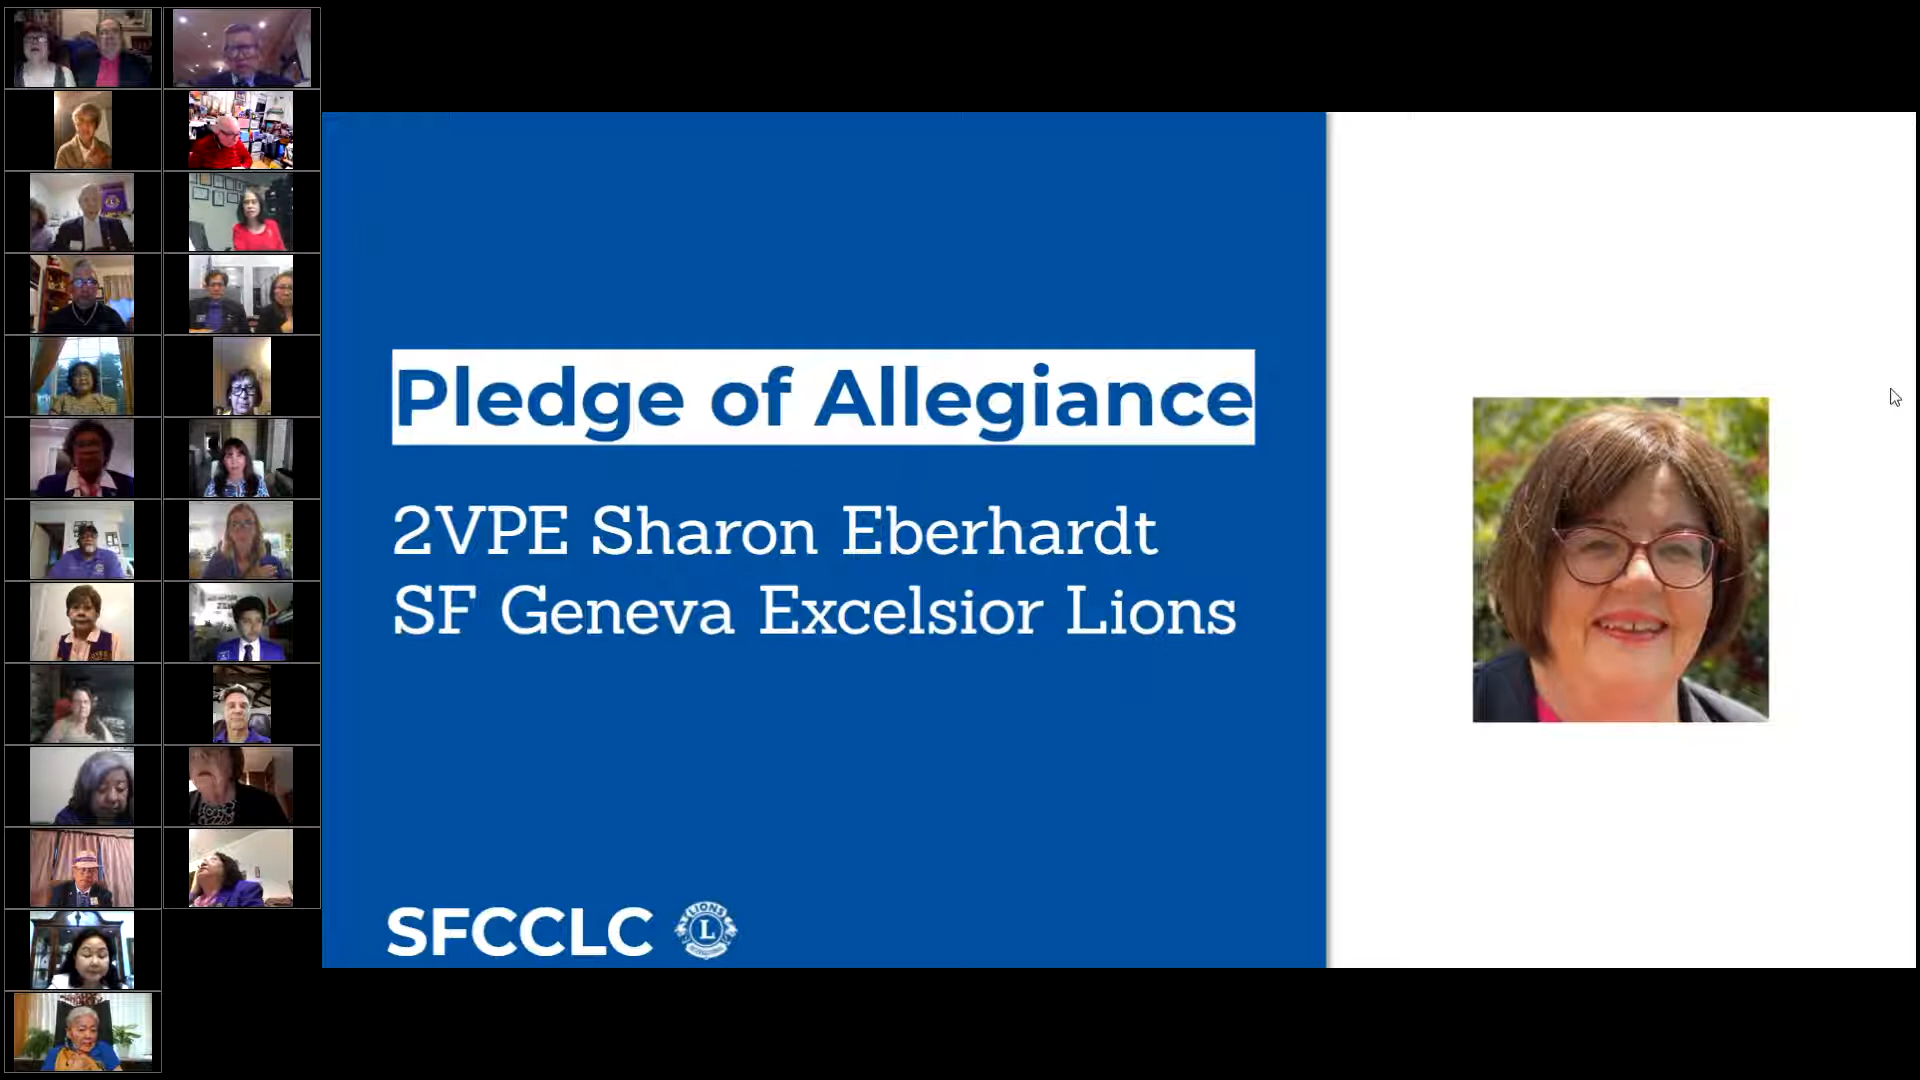 Pledge of Allegiance
2VPE Sharon Eberhardt
SF Geneva Excelsior Lions
SFCCLC
LIONS
L